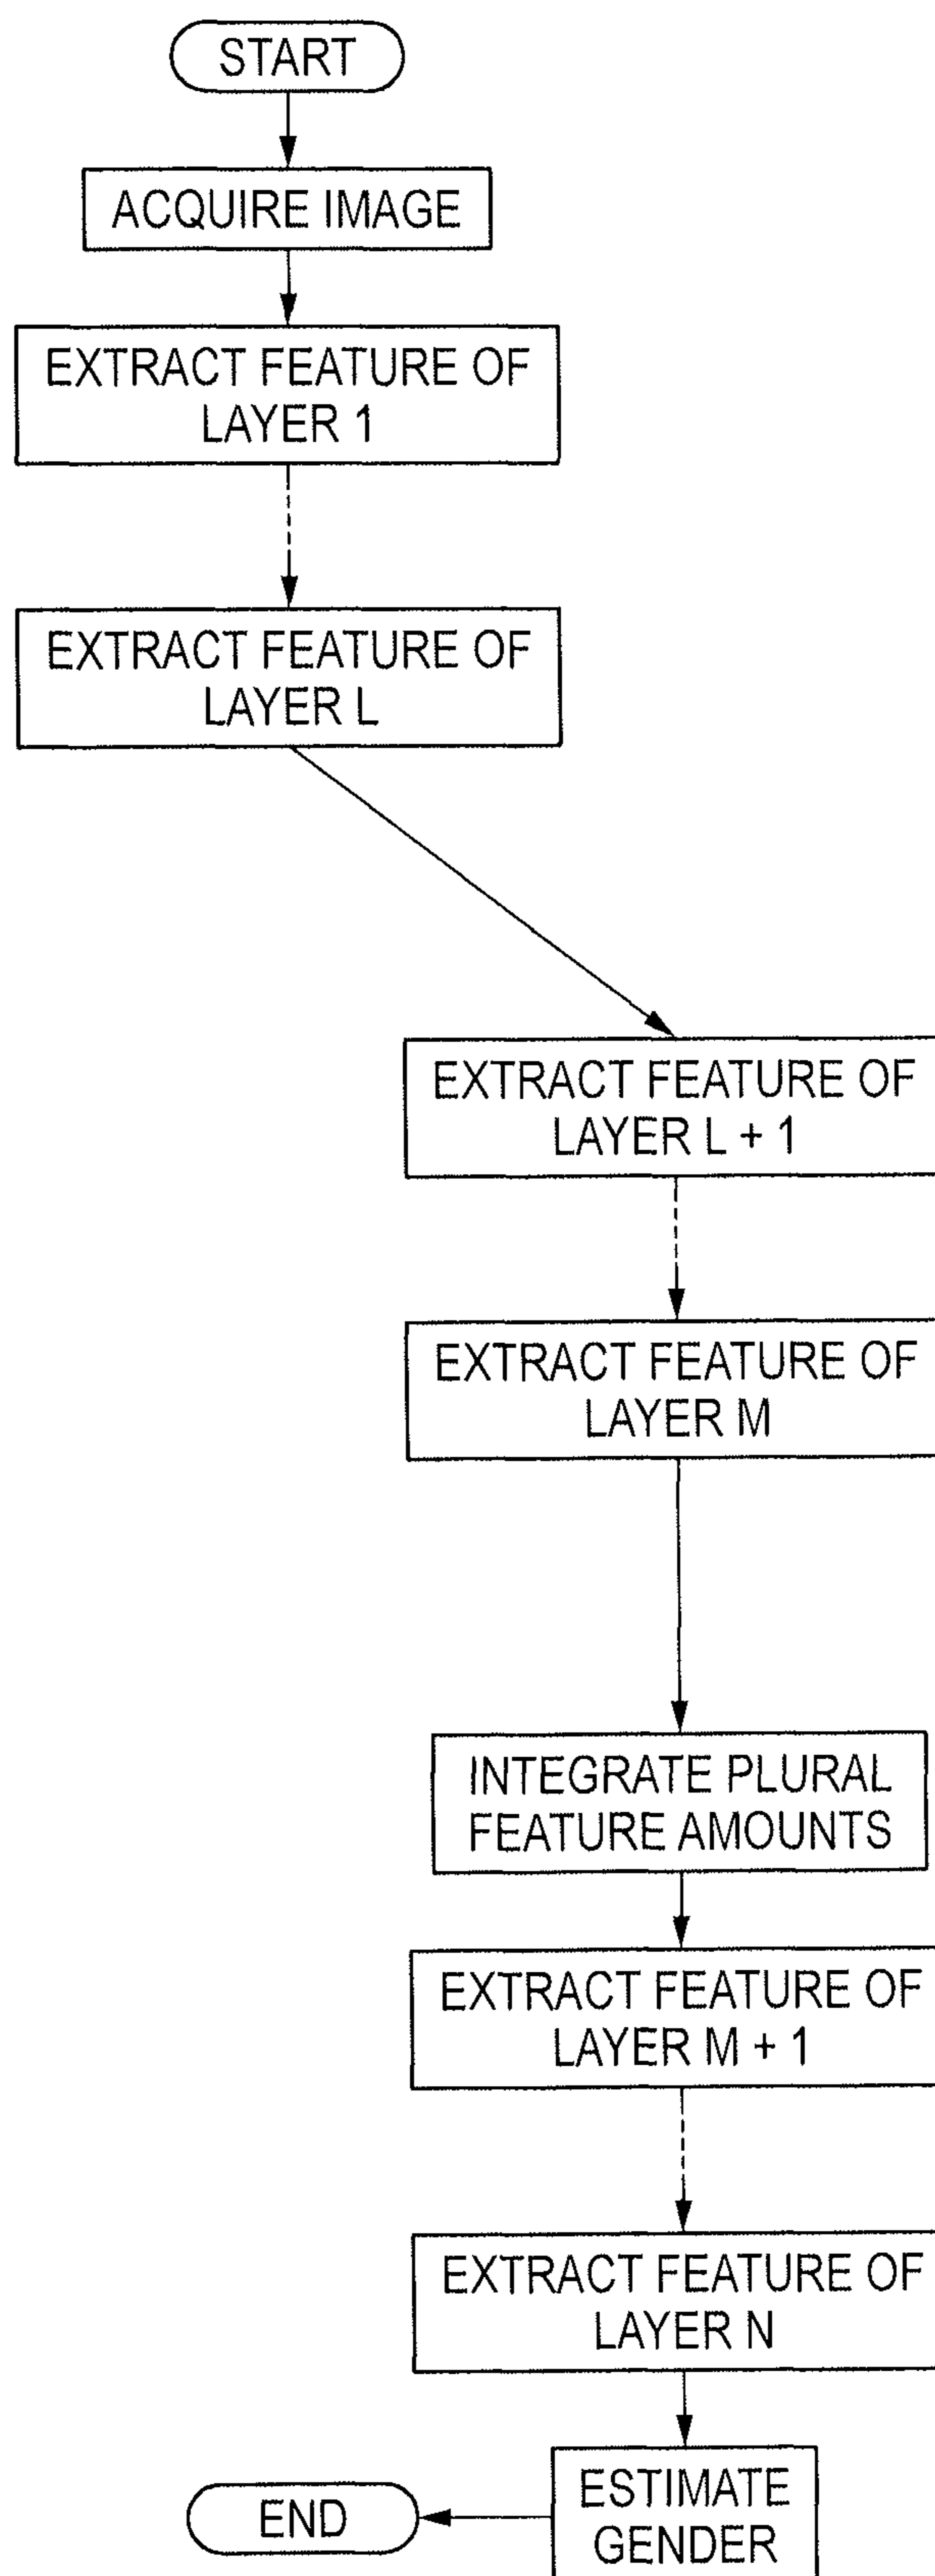 START
ACQUIRE IMAGE
EXTRACT FEATURE OF
LAYER 1
EXTRACT FEATURE OF
LAYER L
EXTRACT FEATURE OF
LAYER L + 1
EXTRACT FEATURE OF
LAYER M
INTEGRATE PLURAL
FEATURE AMOUNTS
EXTRACT FEATURE OF
LAYER M + 1
EXTRACT FEATURE OF
LAYER N
ESTIMATE
GENDER
END